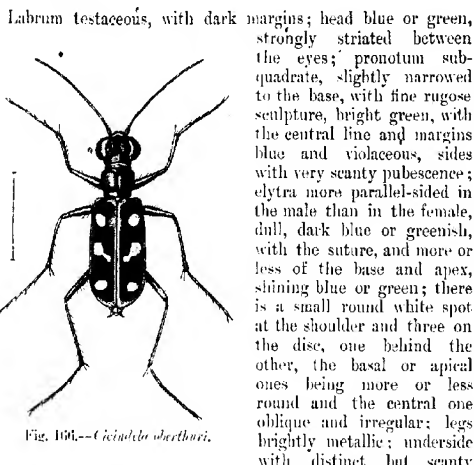 Labrum testaceous, with dark margins; head blue or green,
strongly striated between
the eyes; pronotum sub-
quadrate, slightly narrowed
to the base, with fine rugose
sculpture, bright green, with
the central line and margins
blue and violaceous, sides
with very scanty pubescence;
elytra more parallel-sided in
the male than in the female,
dull, dark blue or greenish,
with the suture, and more or
less of the base and apex,
shining blue or green; there
is a small round white spot
at the shoulder and three on
the disc, one behind the
other, the basal or apical
ones being more or less
round and the central one
oblique and irregular; legs
brightly metallic; underside
with distinct but scanty
Fig. 166.--Cicindela oberthuri.